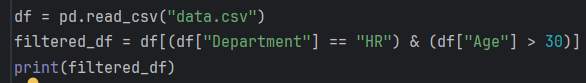 df = pd.read_csv("data.csv")
filtered_df = df[(df["Department"] == "HR") & (df["Age"] > 30)]
print(filtered_df)